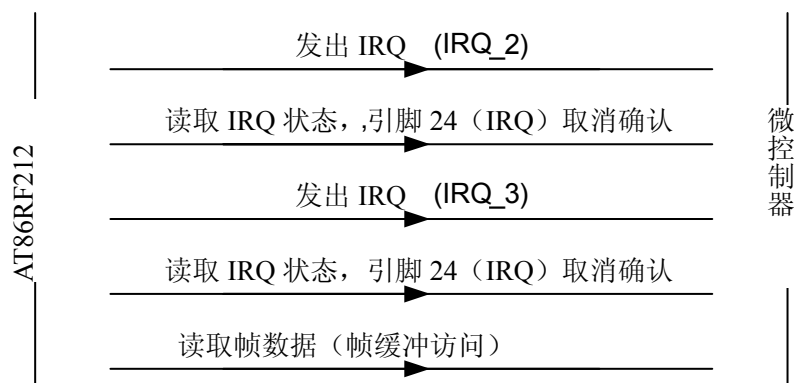 发出 IRQ (IRQ_2)
读取 IRQ 状态，,引脚 24（IRQ）取消确认
发出 IRQ (IRQ_3)
读取 IRQ 状态，引脚 24（IRQ）取消确认
读取帧数据（帧缓冲访问）
AT86RF212
微控制器